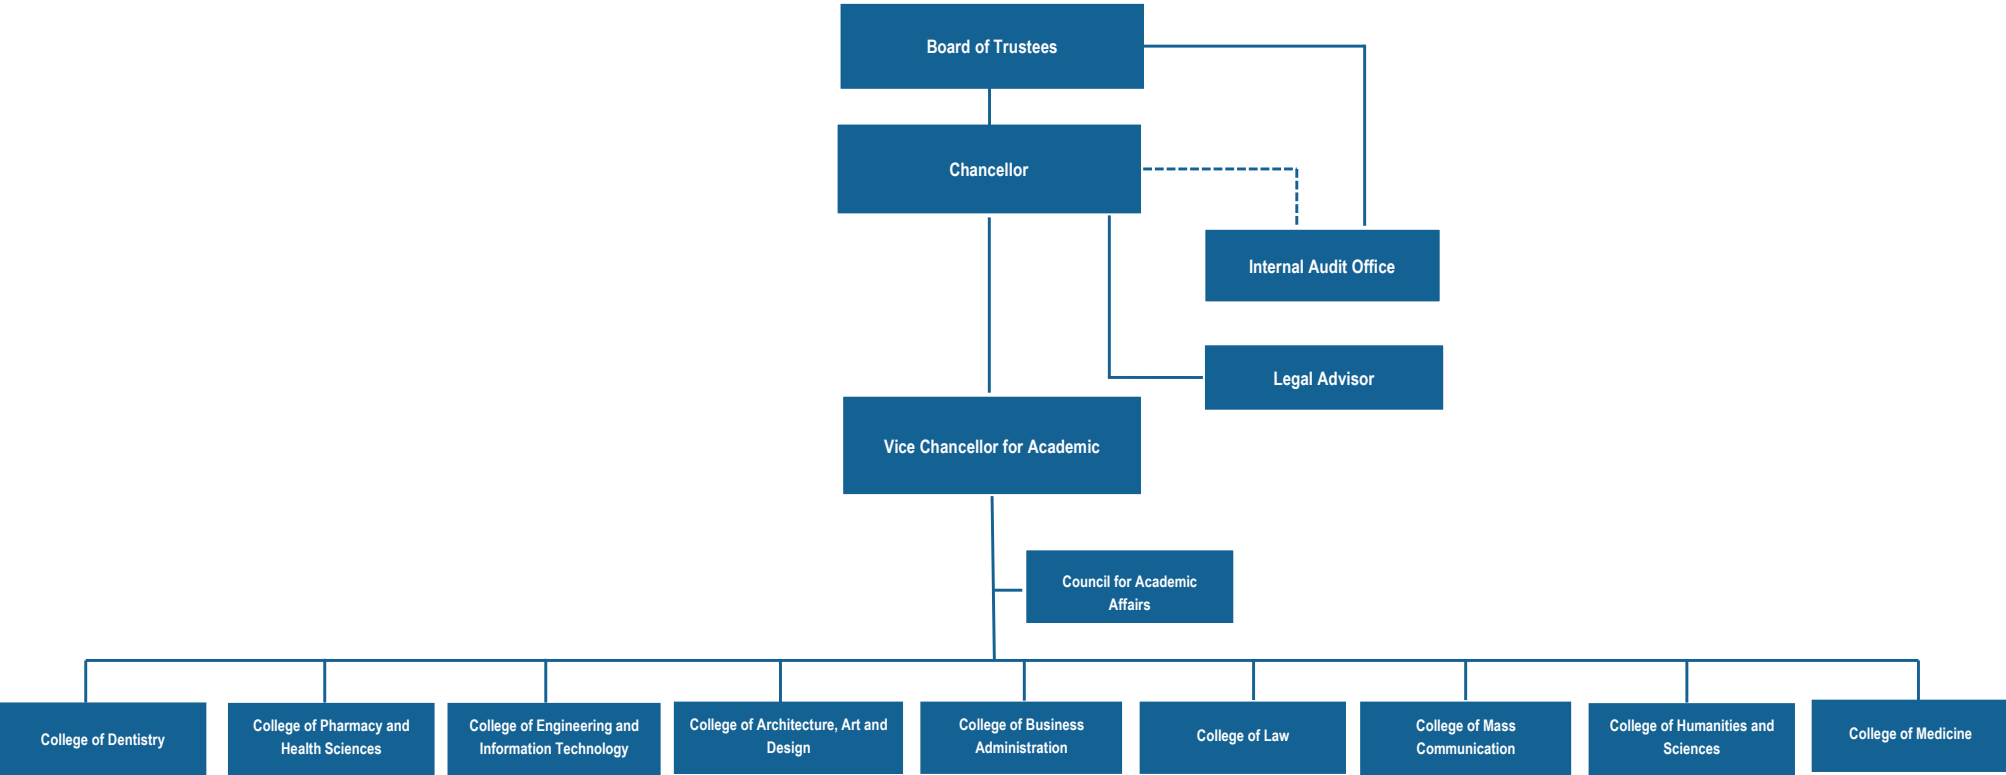 Board of Trustees
Chancellor
Internal Audit Office
Legal Advisor
Vice Chancellor for Academic
Council for Academic
Affairs
College of Dentistry
College of Pharmacy and
Health Sciences
College of Engineering and
Information Technology
College of Architecture, Art and
Design
College of Business
Administration
College of Law
College of Mass
Communication
College of Humanities and
Sciences
College of Medicine